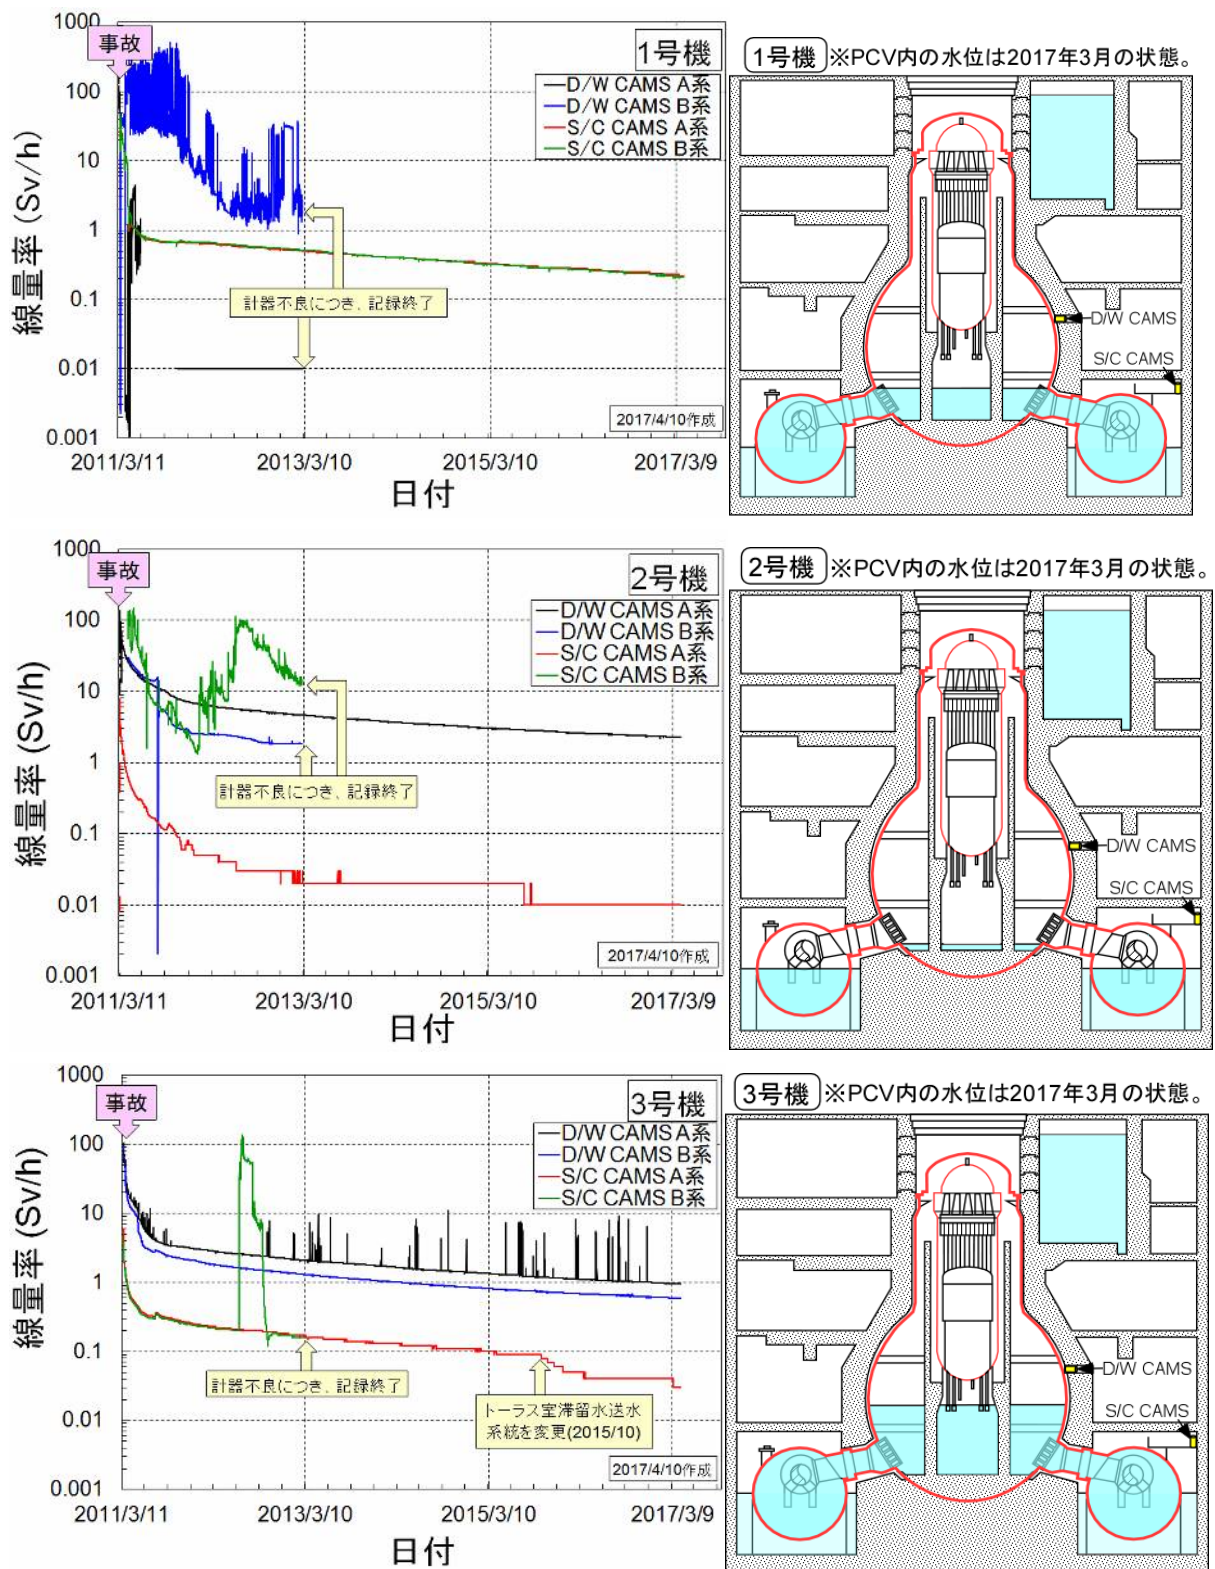 1000
100
10
1
0.1
0.01
0.001
線量率 (Sv/h)
事故
1号機
D/W CAMS A系
D/W CAMS B系
S/C CAMS A系
S/C CAMS B系
計器不良につき、記録終了
2017/4/10作成
2011/3/11
2013/3/10
2015/3/10
2017/3/9
日付
1号機 ※PCV内の水位は2017年3月の状態。
D/W CAMS
S/C CAMS
1000
100
10
1
0.1
0.01
0.001
線量率 (Sv/h)
事故
2号機
D/W CAMS A系
D/W CAMS B系
S/C CAMS A系
S/C CAMS B系
計器不良につき、記録終了
2017/4/10作成
2011/3/11
2013/3/10
2015/3/10
2017/3/9
日付
2号機 ※PCV内の水位は2017年3月の状態。
D/W CAMS
S/C CAMS
1000
100
10
1
0.1
0.01
0.001
線量率 (Sv/h)
事故
3号機
D/W CAMS A系
D/W CAMS B系
S/C CAMS A系
S/C CAMS B系
計器不良につき、記録終了
トーラス室滞留水送水
系統を変更(2015/10)
2017/4/10作成
2011/3/11
2013/3/10
2015/3/10
2017/3/9
日付
3号機 ※PCV内の水位は2017年3月の状態。
D/W CAMS
S/C CAMS